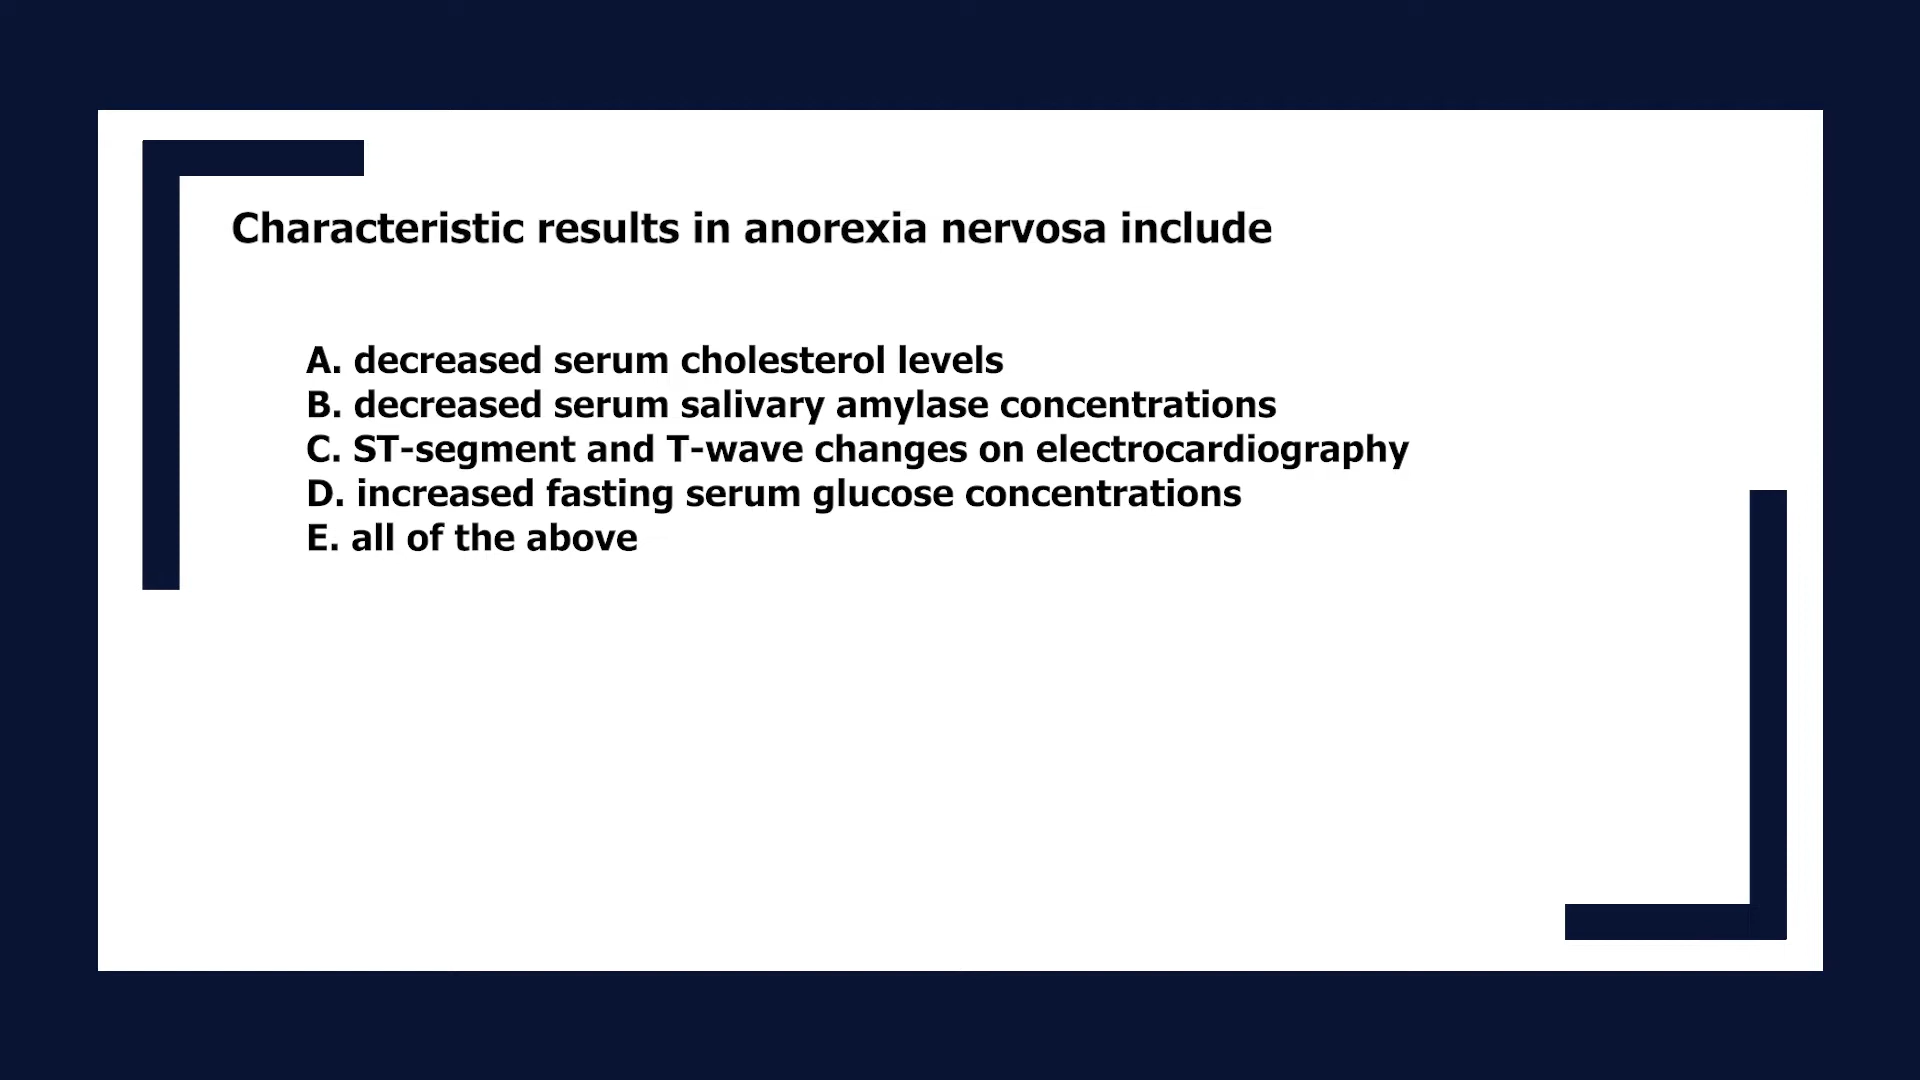 Characteristic results in anorexia nervosa include
A. decreased serum cholesterol levels
B. decreased serum salivary amylase concentrations
C. ST-segment and T-wave changes on electrocardiography
D. increased fasting serum glucose concentrations
E. all of the above